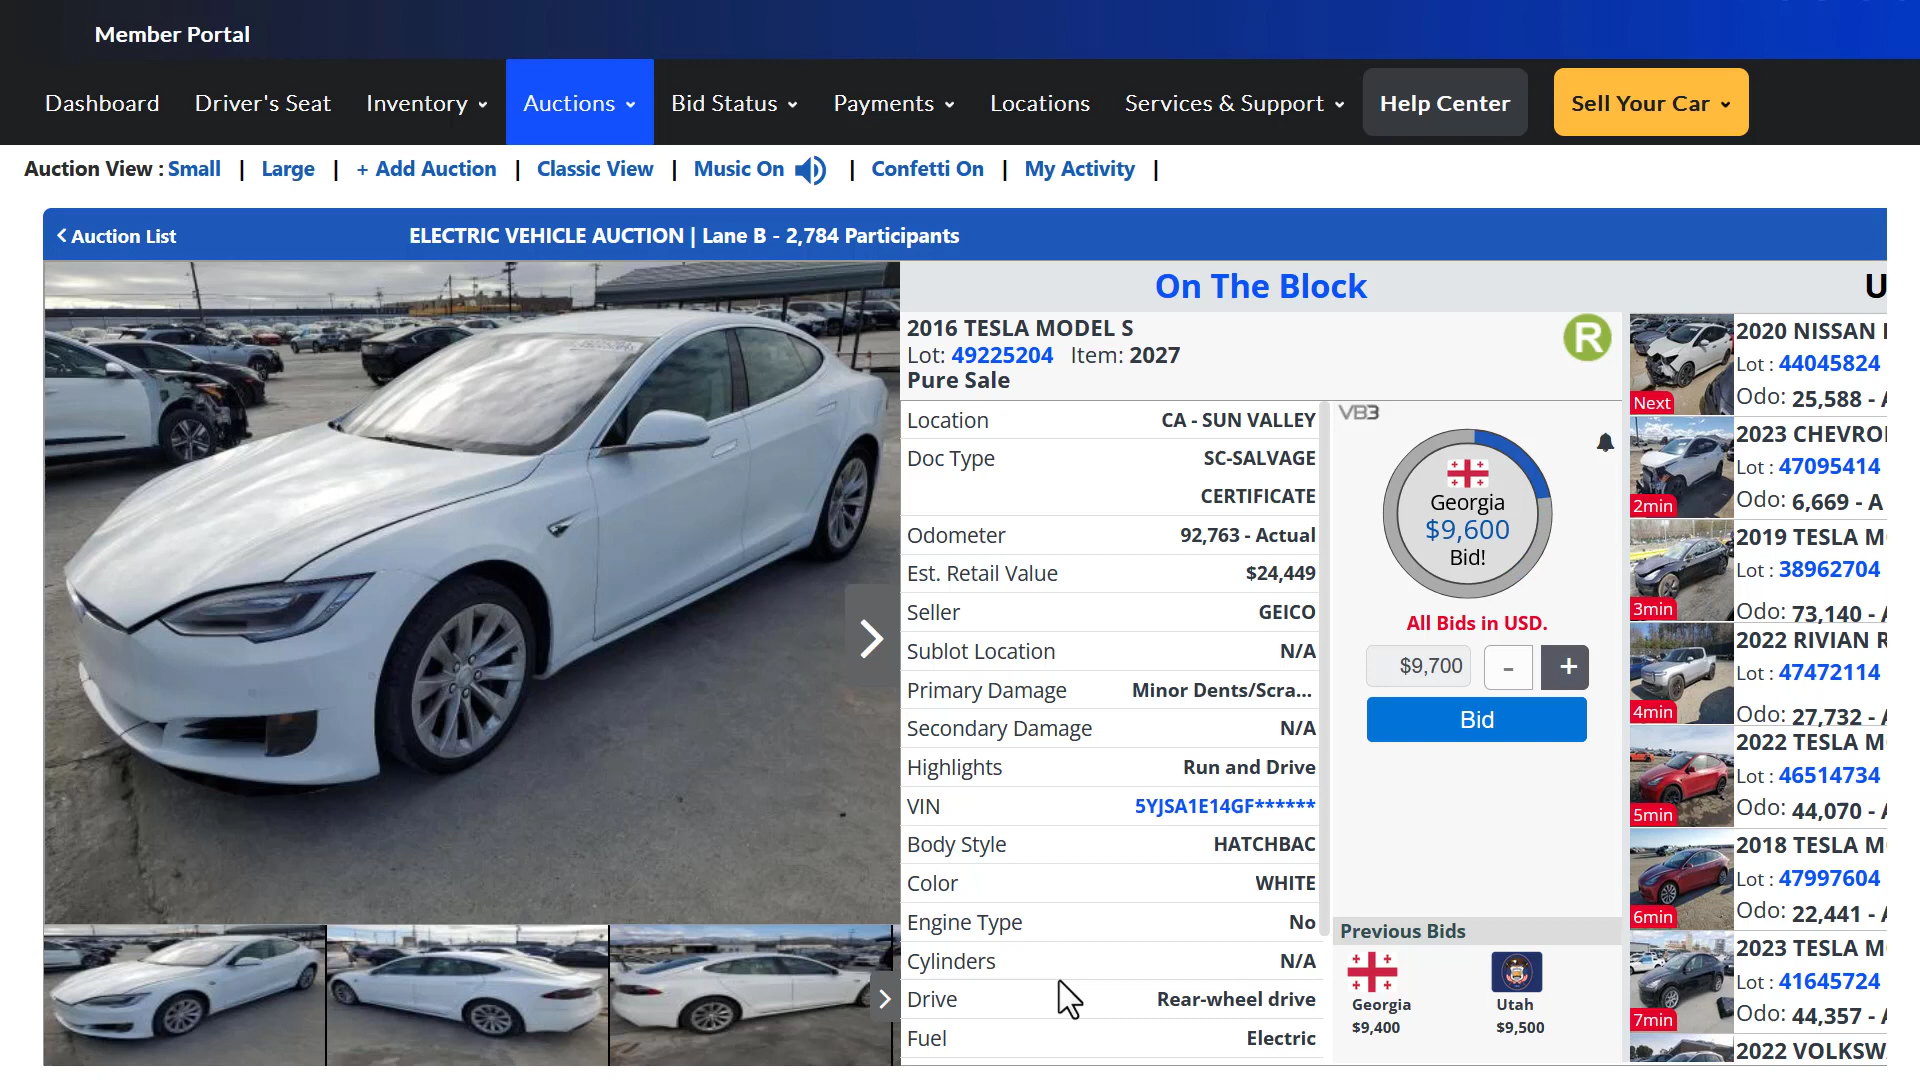 Member Portal
Dashboard Driver's Seat Inventory Auctions Bid Status Payments Locations Services & Support Help Center Sell Your Car
Auction View : Small | Large | + Add Auction | Classic View | Music On | Confetti On | My Activity |
Auction List ELECTRIC VEHICLE AUCTION | Lane B - 2,784 Participants
On The Block
2016 TESLA MODEL S
Lot: 49225204 Item: 2027
Pure Sale
R
Location CA - SUN VALLEY
Doc Type SC-SALVAGE
CERTIFICATE
Odometer 92,763 - Actual
Est. Retail Value $24,449
Seller GEICO
Sublot Location N/A
Primary Damage Minor Dents/Scra...
Secondary Damage N/A
Highlights Run and Drive
VIN 5YJSA1E14GF******
Body Style HATCHBAC
Color WHITE
Engine Type No
Cylinders N/A
Drive Rear-wheel drive
Fuel Electric
VB3
Georgia
$9,600
Bid!
All Bids in USD.
$9,700 - +
Bid
Previous Bids
Georgia
$9,400
Utah
$9,500
U
2020 NISSAN
Lot : 44045824
Odo: 25,588 - A
Next
2023 CHEVROL
Lot : 47095414
Odo: 6,669 - A
2min
2019 TESLA M
Lot : 38962704
Odo: 73,140 - A
3min
2022 RIVIAN R
Lot : 47472114
Odo: 27,732 - A
4min
2022 TESLA M
Lot : 46514734
Odo: 44,070 - A
5min
2018 TESLA M
Lot : 47997604
Odo: 22,441 - A
6min
2023 TESLA M
Lot : 41645724
Odo: 44,357 - A
7min
2022 VOLKSW